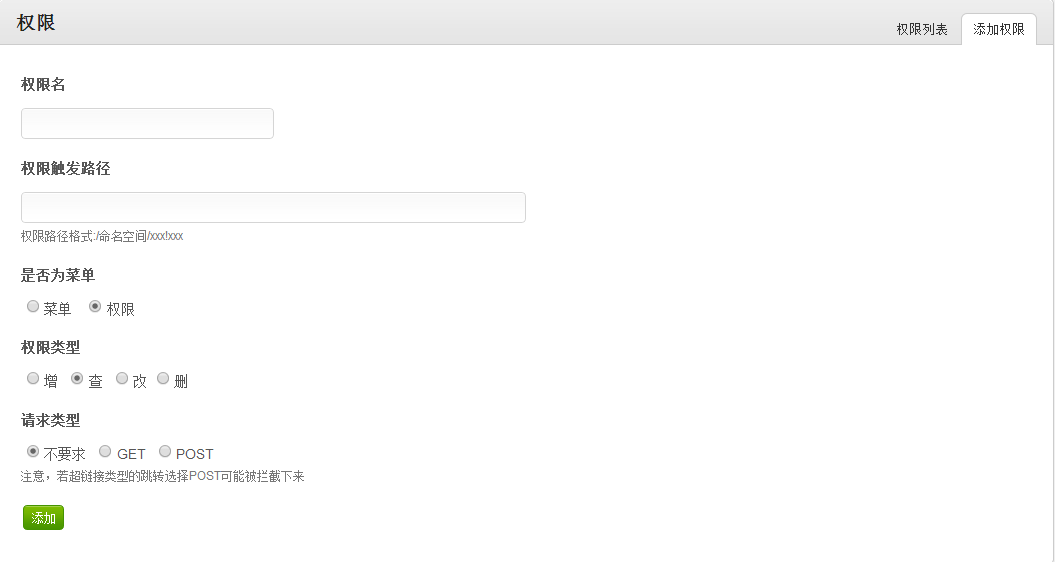 权限
权限列表 添加权限
权限名
权限触发路径
权限路径格式:/命名空间/xxx!xxx
是否为菜单
菜单 权限
权限类型
增 查 改 删
请求类型
不要求 GET POST
注意，若超链接类型的跳转选择POST可能被拦截下来
添加